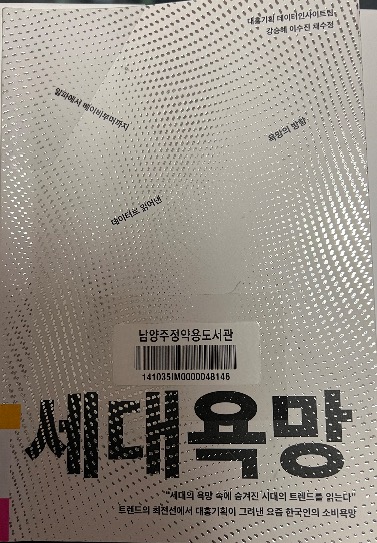 대홍기획 데이터인사이트팀
강승혜 이수진 채수정
알파에서 베이비부머까지
욕망의 방향
데이터로 읽어낸
남양주정약용도서관
141035IM0000048146
세대욕망
"세대의 욕망 속에 숨겨진 시대의 트렌드를 읽는다"
트렌드의 최전선에서 대홍기획이 그려낸 요즘 한국인의 소비욕망